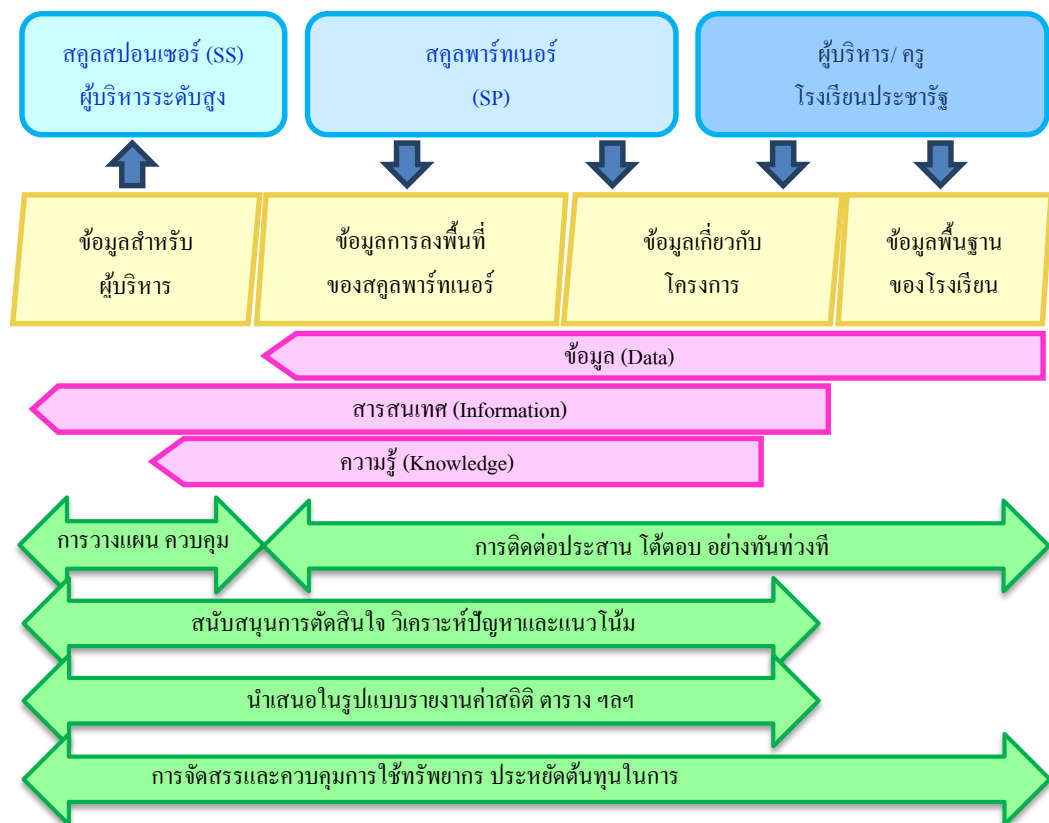 สคูลสปอนเซอร์ (SS)
ผู้บริหารระดับสูง
สคูลพาร์ทเนอร์
(SP)
ผู้บริหาร/ ครู
โรงเรียนประชารัฐ
ข้อมูลสำหรับ
ผู้บริหาร
ข้อมูลการลงพื้นที่
ของสคูลพาร์ทเนอร์
ข้อมูลเกี่ยวกับ
โครงการ
ข้อมูลพื้นฐาน
ของโรงเรียน
ข้อมูล (Data)
สารสนเทศ (Information)
ความรู้ (Knowledge)
การวางแผน ควบคุม
การติดต่อประสาน โต้ตอบ อย่างทันท่วงที
สนับสนุนการตัดสินใจ วิเคราะห์ปัญหาและแนวโน้ม
นำเสนอในรูปแบบรายงานค่าสถิติ ตาราง ฯลฯ
การจัดสรรและควบคุมการใช้ทรัพยากร ประหยัดต้นทุนในการ